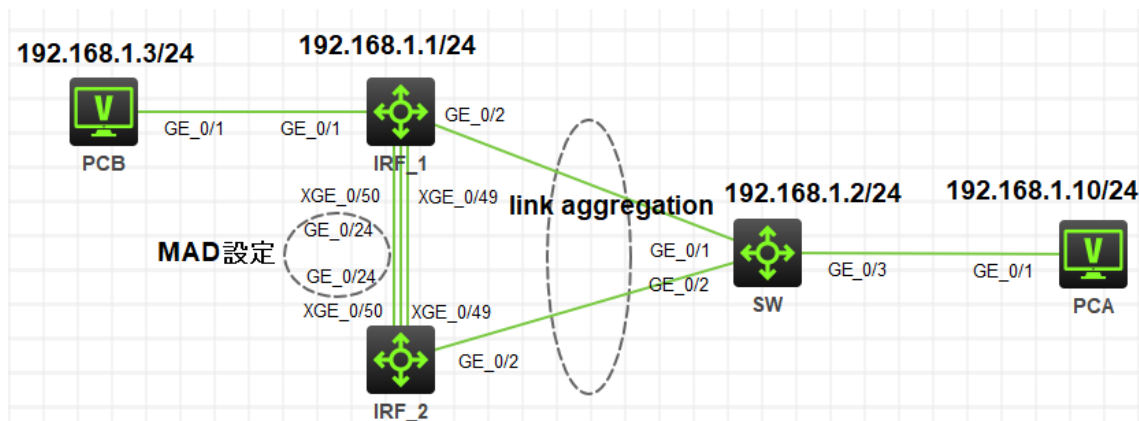 192.168.1.3/24
192.168.1.1/24
GE_0/1
GE_0/1
GE_0/2
PCB
IRF_1
XGE_0/50
XGE_0/49
link aggregation
192.168.1.2/24
192.168.1.10/24
GE_0/24
MAD設定
GE_0/24
GE_0/1
GE_0/2
GE_0/3
GE_0/1
SW
PCA
XGE_0/50
XGE_0/49
GE_0/2
IRF_2